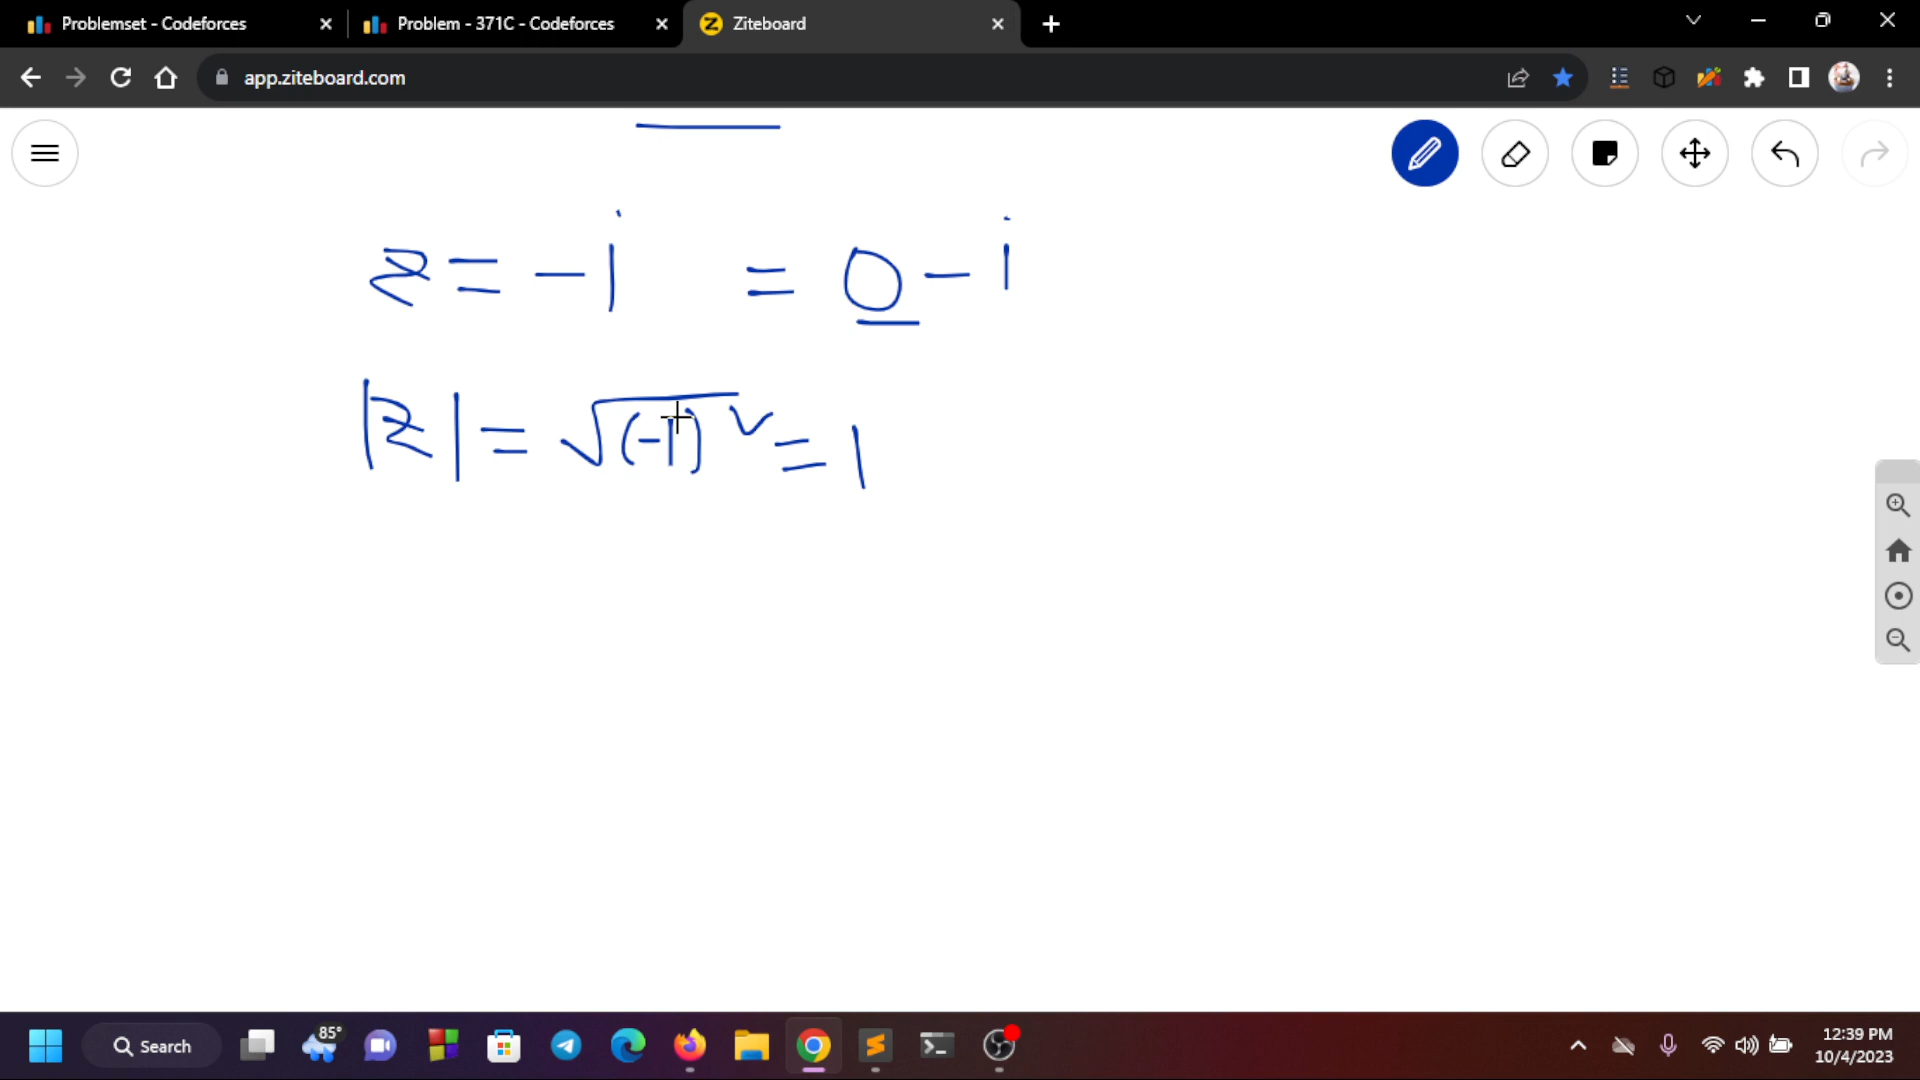 Problemset - Codeforces
Problem - 371C - Codeforces
Ziteboard
app.ziteboard.com
z = -i = 0 - i
|z| = √(-1)² = 1
Search
85°
12:39 PM
10/4/2023